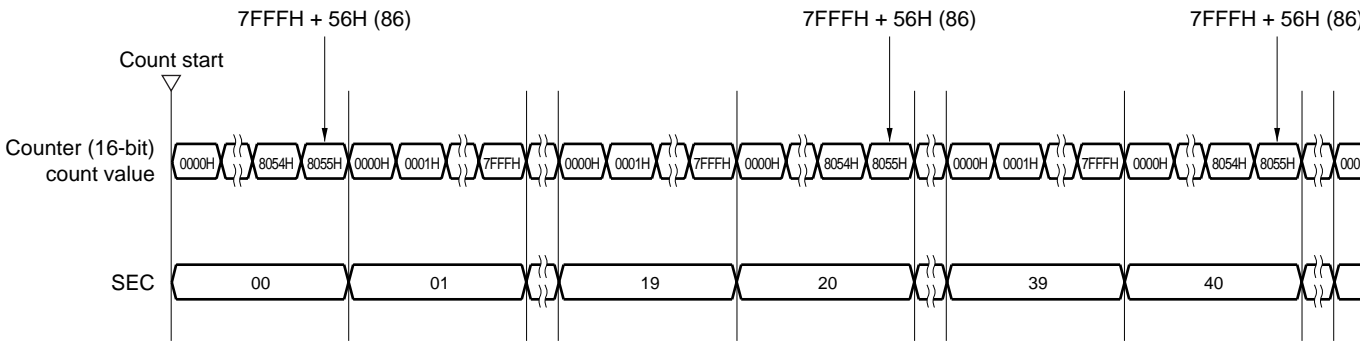 7FFFH + 56H (86) 7FFFH + 56H (86) 7FFFH + 56H (86)
Count start
Counter (16-bit)
count value
0000H 8054H 8055H 0000H 0001H 7FFFH 0000H 0001H 7FFFH 0000H 8054H 8055H 0000H 0001H 7FFFH 0000H 8054H 8055H 000
SEC 00 01 19 20 39 40